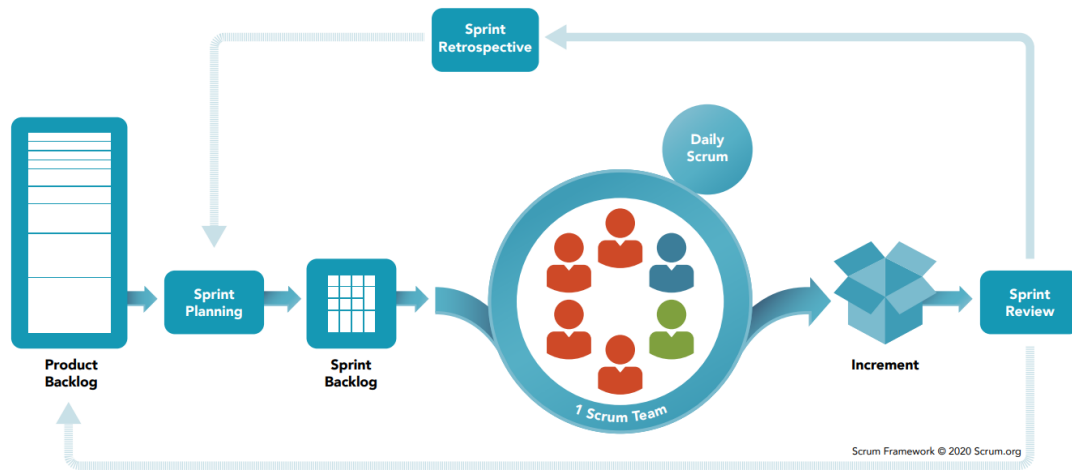 Sprint
Retrospective
Daily
Scrum
Sprint
Planning
Sprint
Review
Product
Backlog
Sprint
Backlog
Increment
1 Scrum Team
Scrum Framework © 2020 Scrum.org